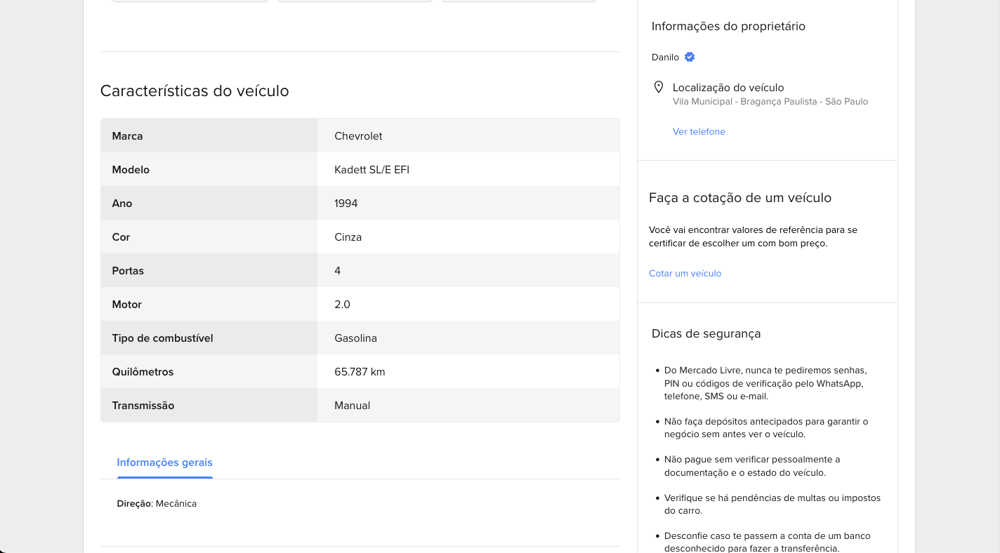 Características do veículo
Marca Chevrolet
Modelo Kadett SL/E EFI
Ano 1994
Cor Cinza
Portas 4
Motor 2.0
Tipo de combustível Gasolina
Quilômetros 65.787 km
Transmissão Manual
Informações gerais
Direção: Mecânica
Informações do proprietário
Danilo
Localização do veículo
Vila Municipal - Bragança Paulista - São Paulo
Ver telefone
Faça a cotação de um veículo
Você vai encontrar valores de referência para se
certificar de escolher um com bom preço.
Cotar um veículo
Dicas de segurança
• Do Mercado Livre, nunca te pediremos senhas,
PIN ou códigos de verificação pelo WhatsApp,
telefone, SMS ou e-mail.
• Não faça depósitos antecipados para garantir o
negócio sem antes ver o veículo.
• Não pague sem verificar pessoalmente a
documentação e o estado do veículo.
• Verifique se há pendências de multas ou impostos
do carro.
• Desconfie caso te passem a conta de um banco
desconhecido para fazer a transferência.